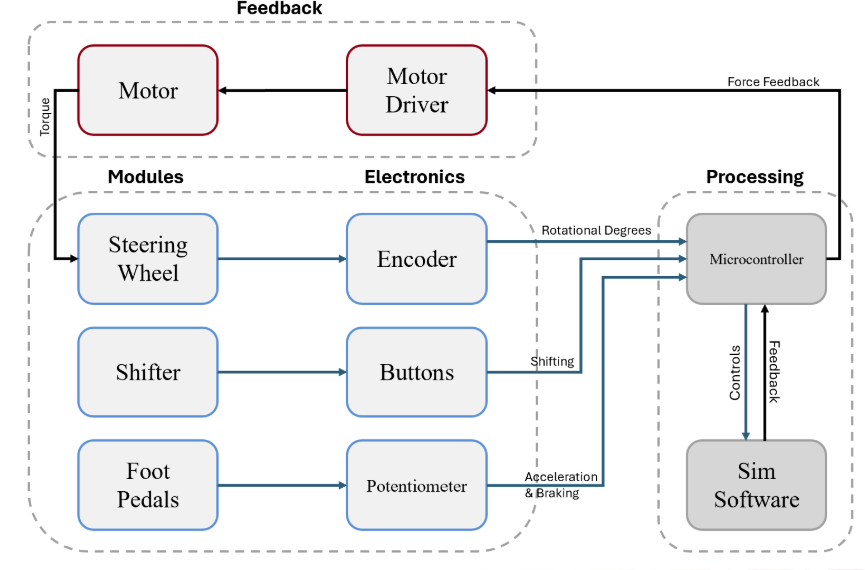 Feedback
Motor
Motor
Driver
Force Feedback
Torque
Modules
Electronics
Processing
Steering
Wheel
Encoder
Rotational Degrees
Microcontroller
Shifter
Buttons
Shifting
Controls
Feedback
Foot
Pedals
Potentiometer
Acceleration
& Braking
Sim
Software